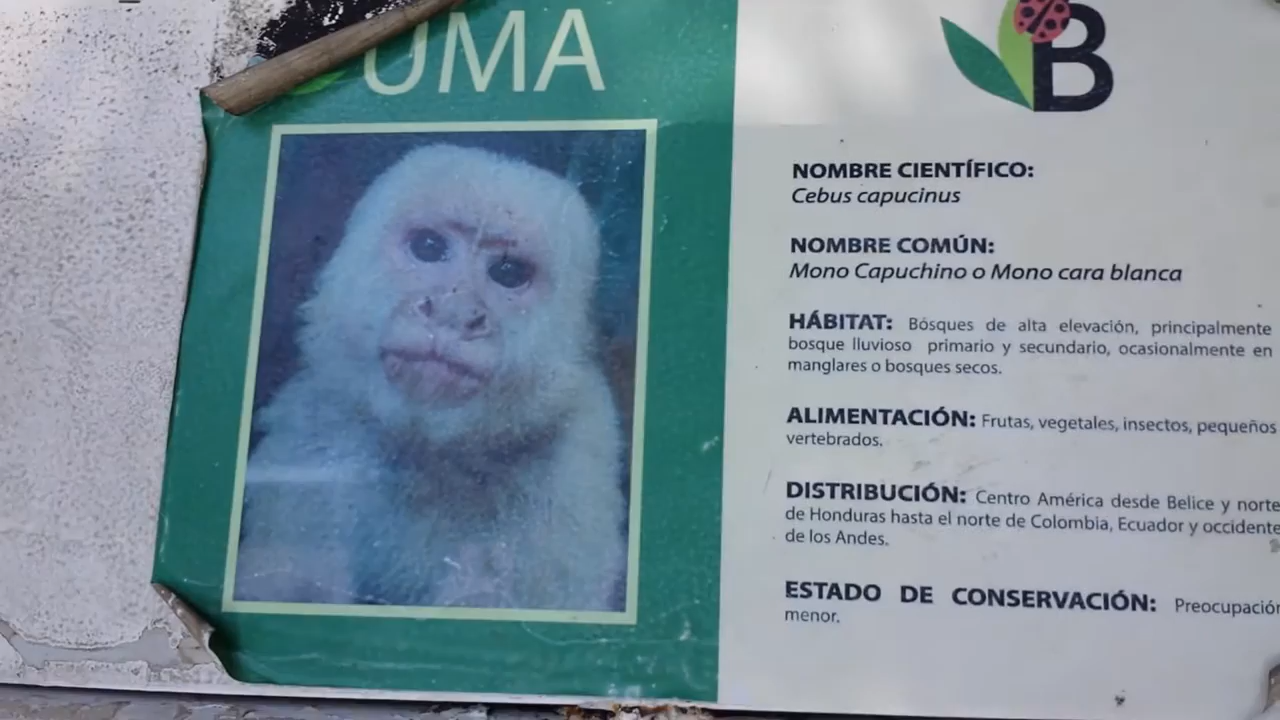 UMA
B
NOMBRE CIENTÍFICO:
Cebus capucinus
NOMBRE COMÚN:
Mono Capuchino o Mono cara blanca
HÁBITAT: Bósques de alta elevación, principalmente
bosque lluvioso primario y secundario, ocasionalmente en
manglares o bosques secos.
ALIMENTACIÓN: Frutas, vegetales, insectos, pequeños
vertebrados.
DISTRIBUCIÓN: Centro América desde Belice y norte
de Honduras hasta el norte de Colombia, Ecuador y occidente
de los Andes.
ESTADO DE CONSERVACIÓN: Preocupación
menor.